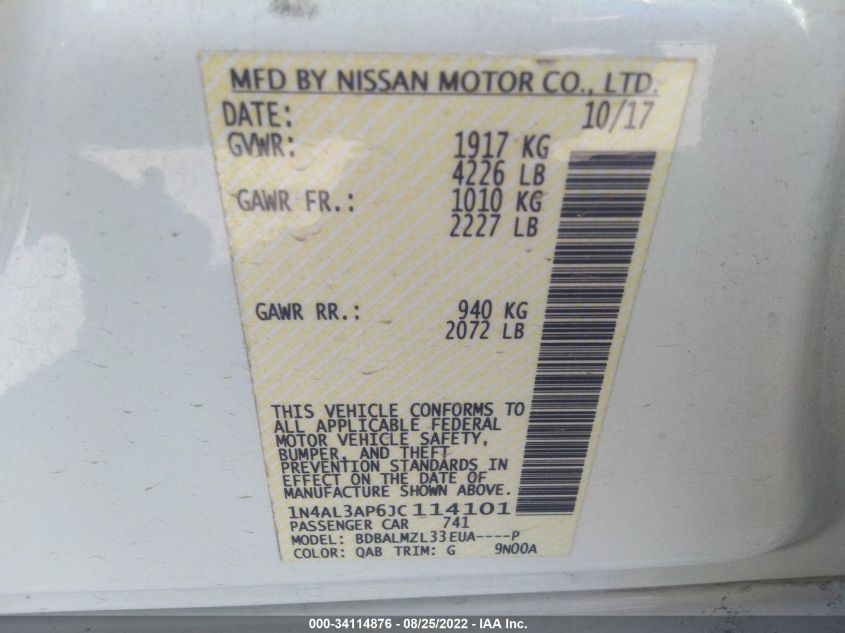 MFD BY NISSAN MOTOR CO., LTD.
DATE: 10/17
GVWR: 1917 KG
4226 LB
GAWR FR.: 1010 KG
2227 LB
GAWR RR.: 940 KG
2072 LB
THIS VEHICLE CONFORMS TO
ALL APPLICABLE FEDERAL
MOTOR VEHICLE SAFETY,
BUMPER, AND THEFT
PREVENTION STANDARDS IN
EFFECT ON THE DATE OF
MANUFACTURE SHOWN ABOVE.
1N4AL3AP6JC114101
PASSENGER CAR 741
MODEL: BDBALMZL33EUA----P
COLOR: QAB TRIM: G 9N00A
000-34114876 - 08/25/2022 - IAA Inc.